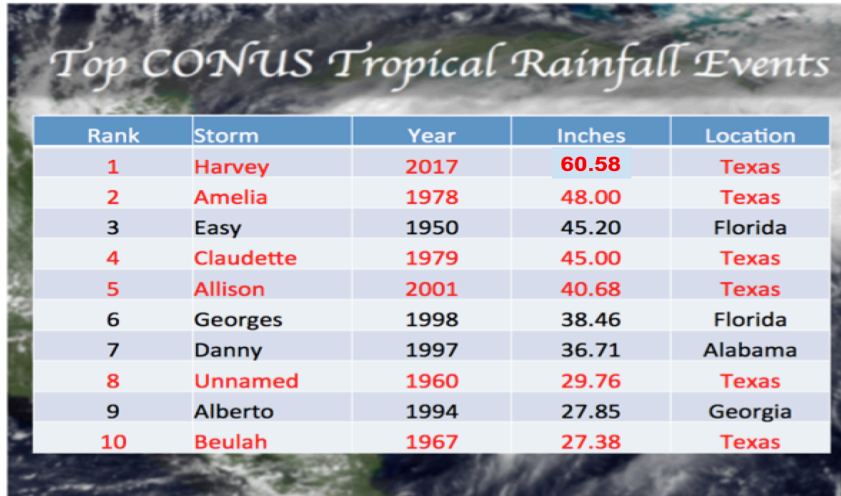 Top CONUS Tropical Rainfall Events
Rank Storm Year Inches Location
1 Harvey 2017 60.58 Texas
2 Amelia 1978 48.00 Texas
3 Easy 1950 45.20 Florida
4 Claudette 1979 45.00 Texas
5 Allison 2001 40.68 Texas
6 Georges 1998 38.46 Florida
7 Danny 1997 36.71 Alabama
8 Unnamed 1960 29.76 Texas
9 Alberto 1994 27.85 Georgia
10 Beulah 1967 27.38 Texas